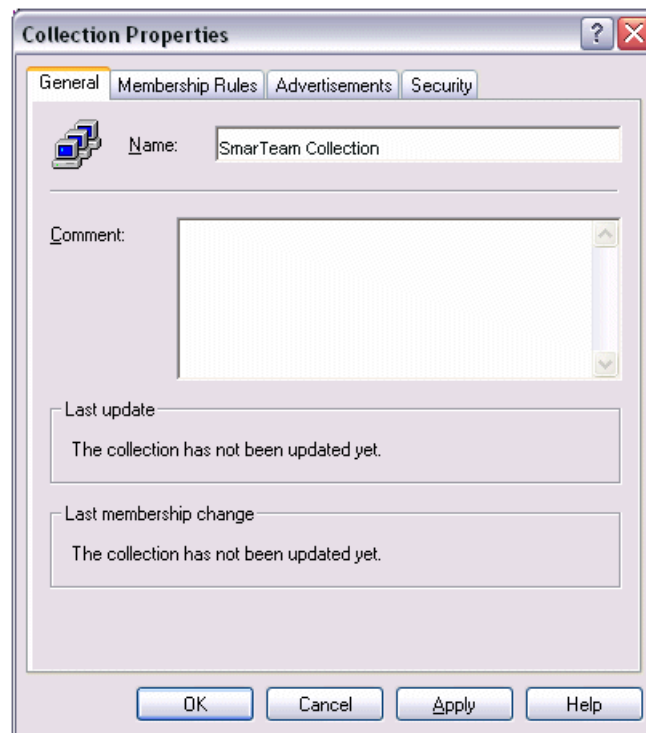 Collection Properties
?
General Membership Rules Advertisements Security
Name: SmarTeam Collection
Comment:
Last update
The collection has not been updated yet.
Last membership change
The collection has not been updated yet.
OK Cancel Apply Help